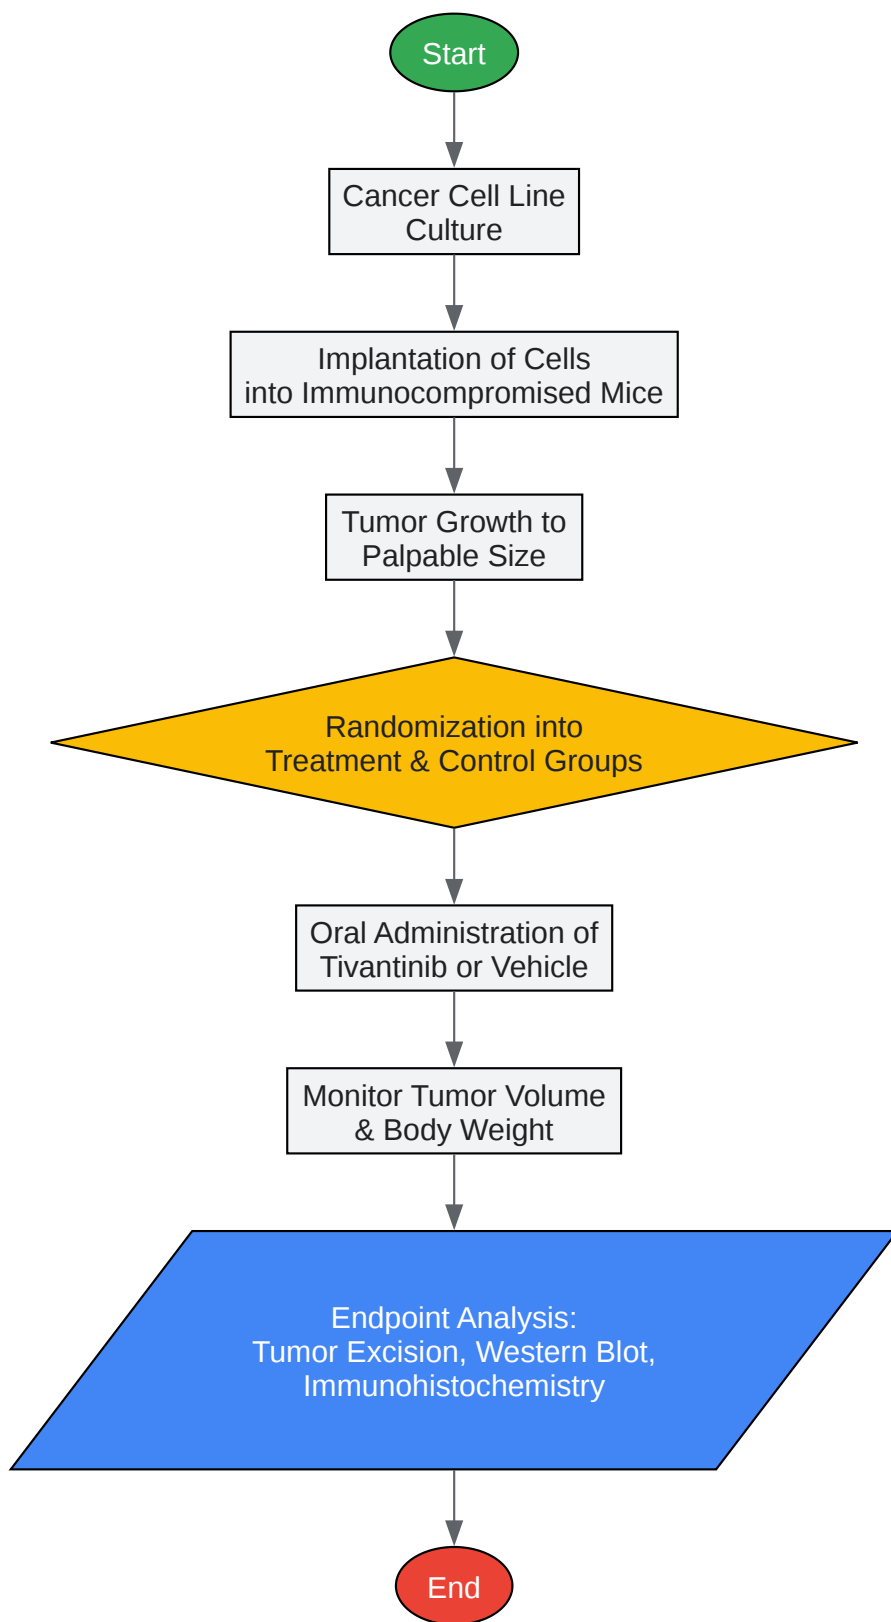 Start
Cancer Cell Line
Culture
Implantation of Cells
into Immunocompromised Mice
Tumor Growth to
Palpable Size
Randomization into
Treatment & Control Groups
Oral Administration of
Tivantinib or Vehicle
Monitor Tumor Volume
& Body Weight
Endpoint Analysis:
Tumor Excision, Western Blot,
Immunohistochemistry
End